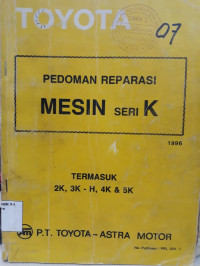 TOYOTA
07
PEDOMAN REPARASI
MESIN SERI K
1996
TERMASUK
2K, 3K - H, 4K & 5K
P.T. TOYOTA - ASTRA MOTOR